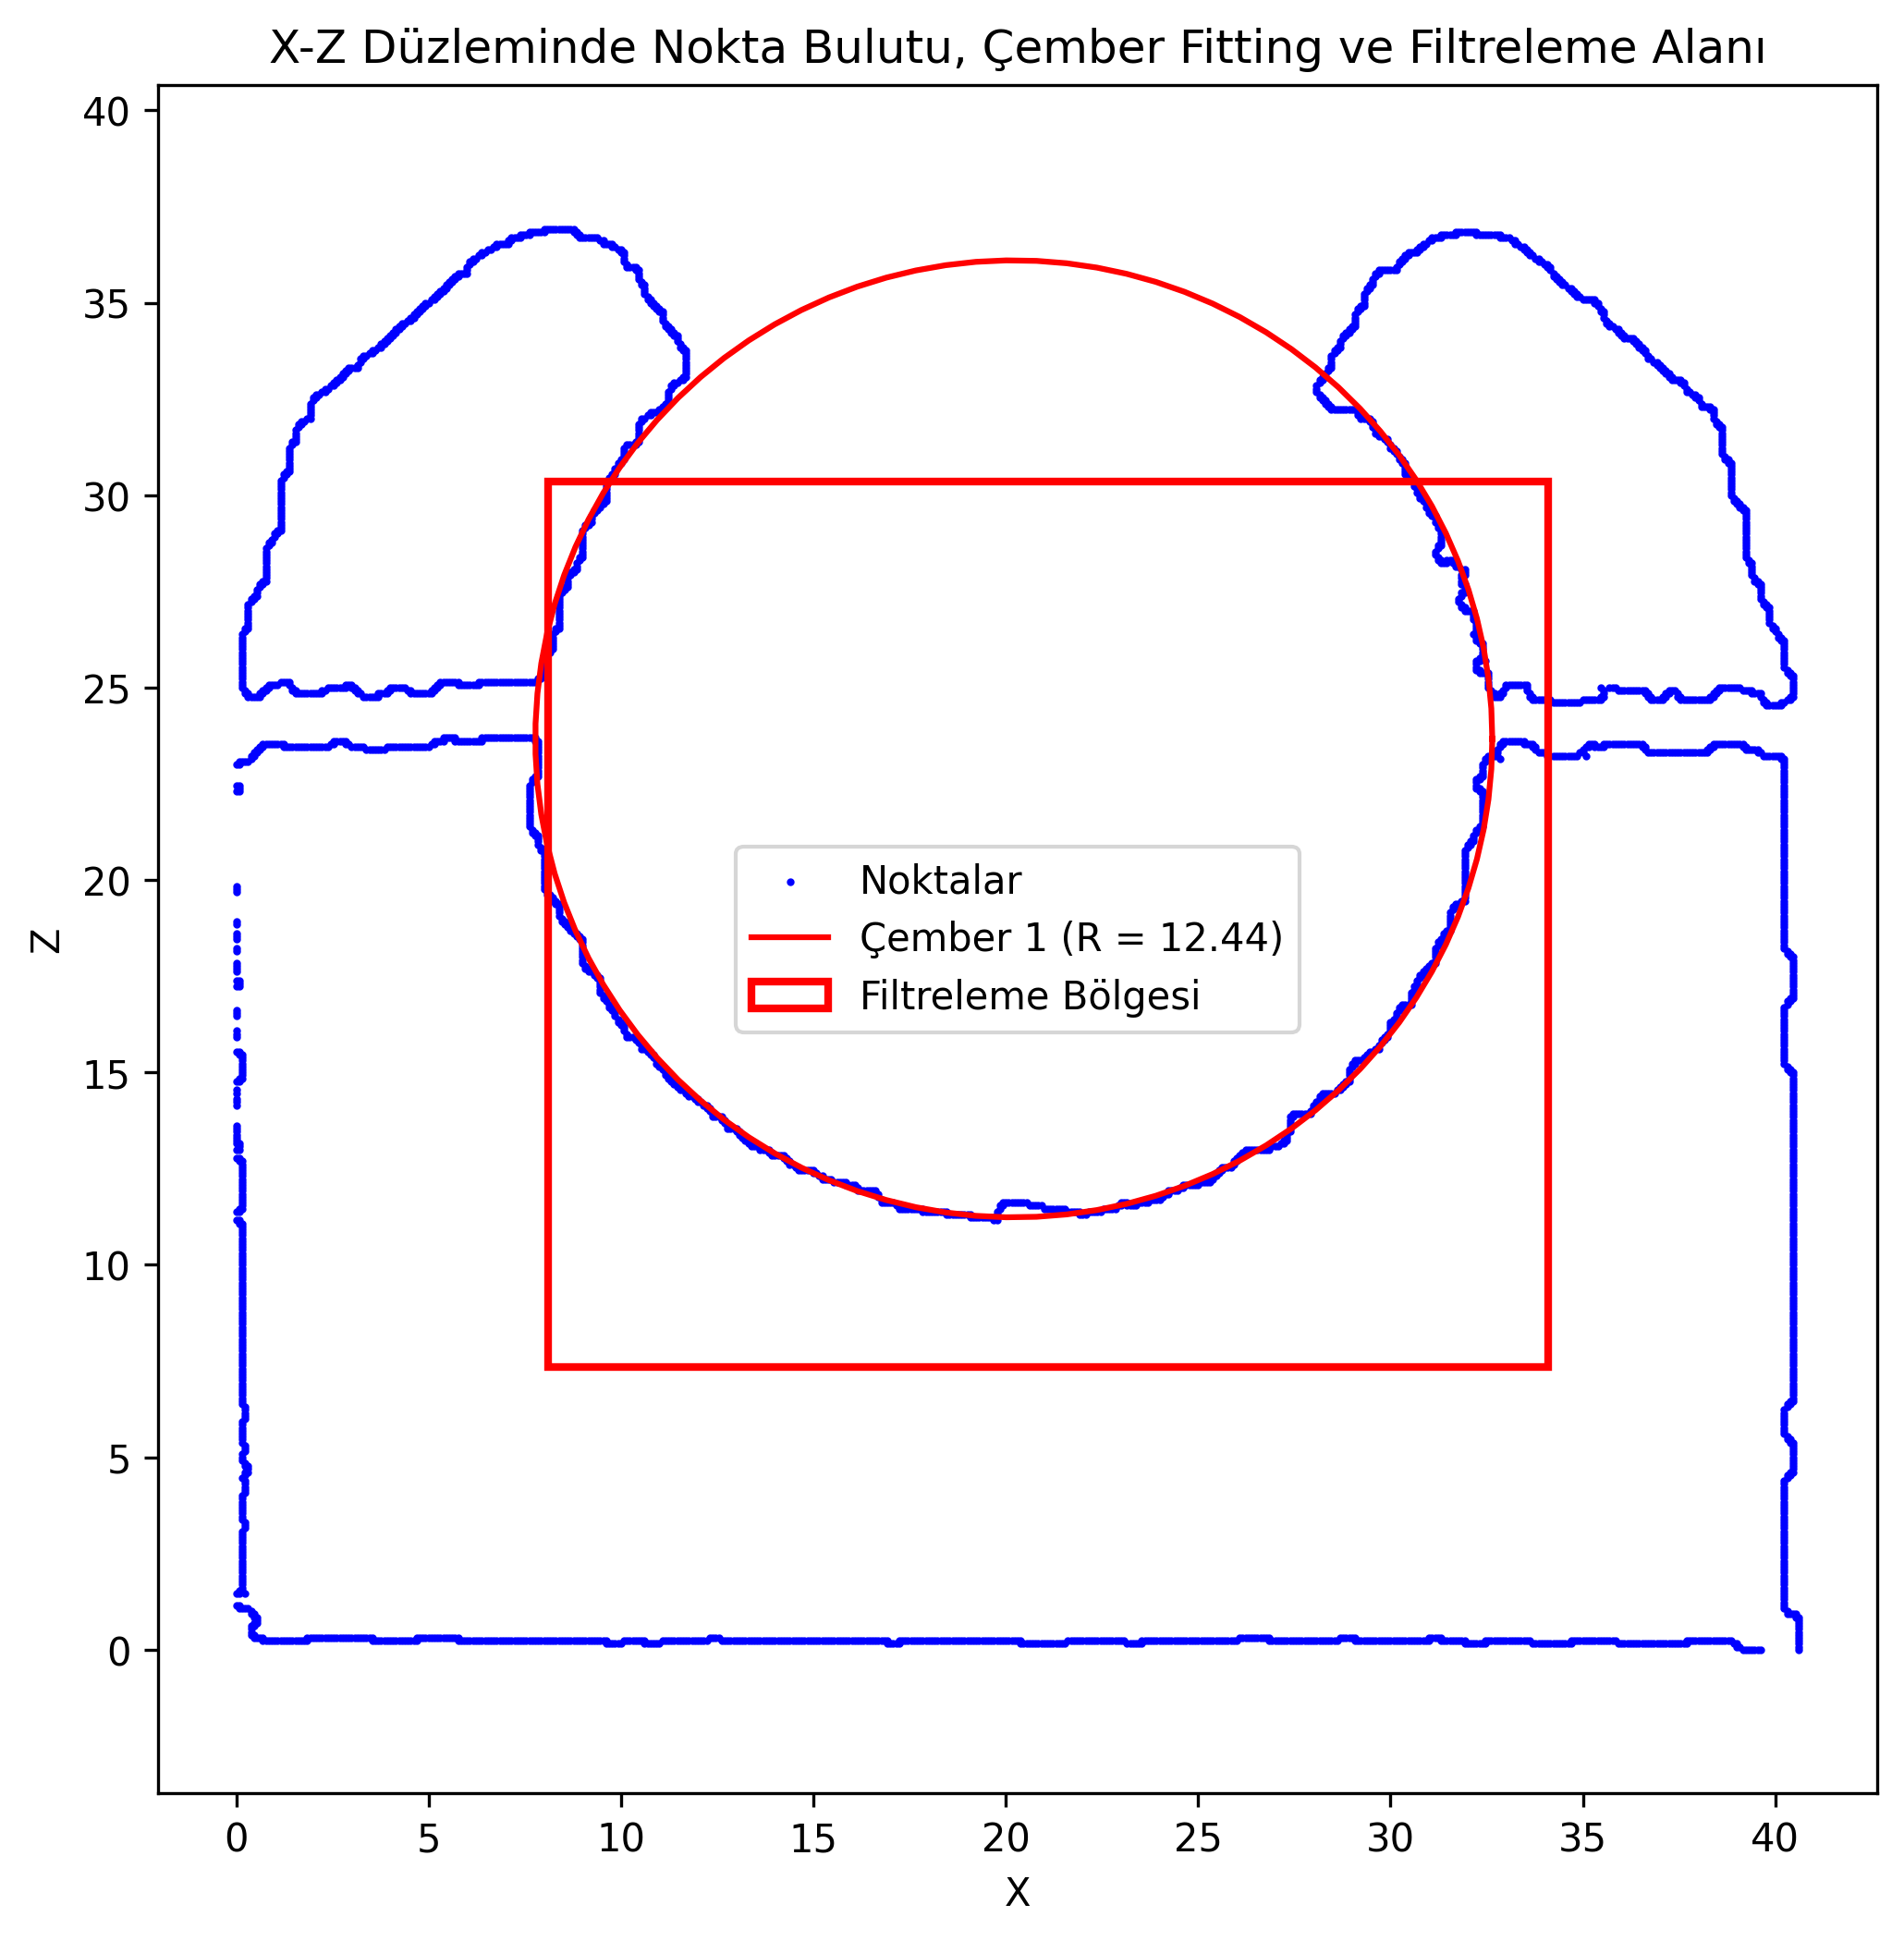 X-Z Düzleminde Nokta Bulutu, Çember Fitting ve Filtreleme Alanı
40
35
30
25
20
15
10
5
0
Z
Noktalar
Çember 1 (R = 12.44)
Filtreleme Bölgesi
0 5 10 15 20 25 30 35 40
X